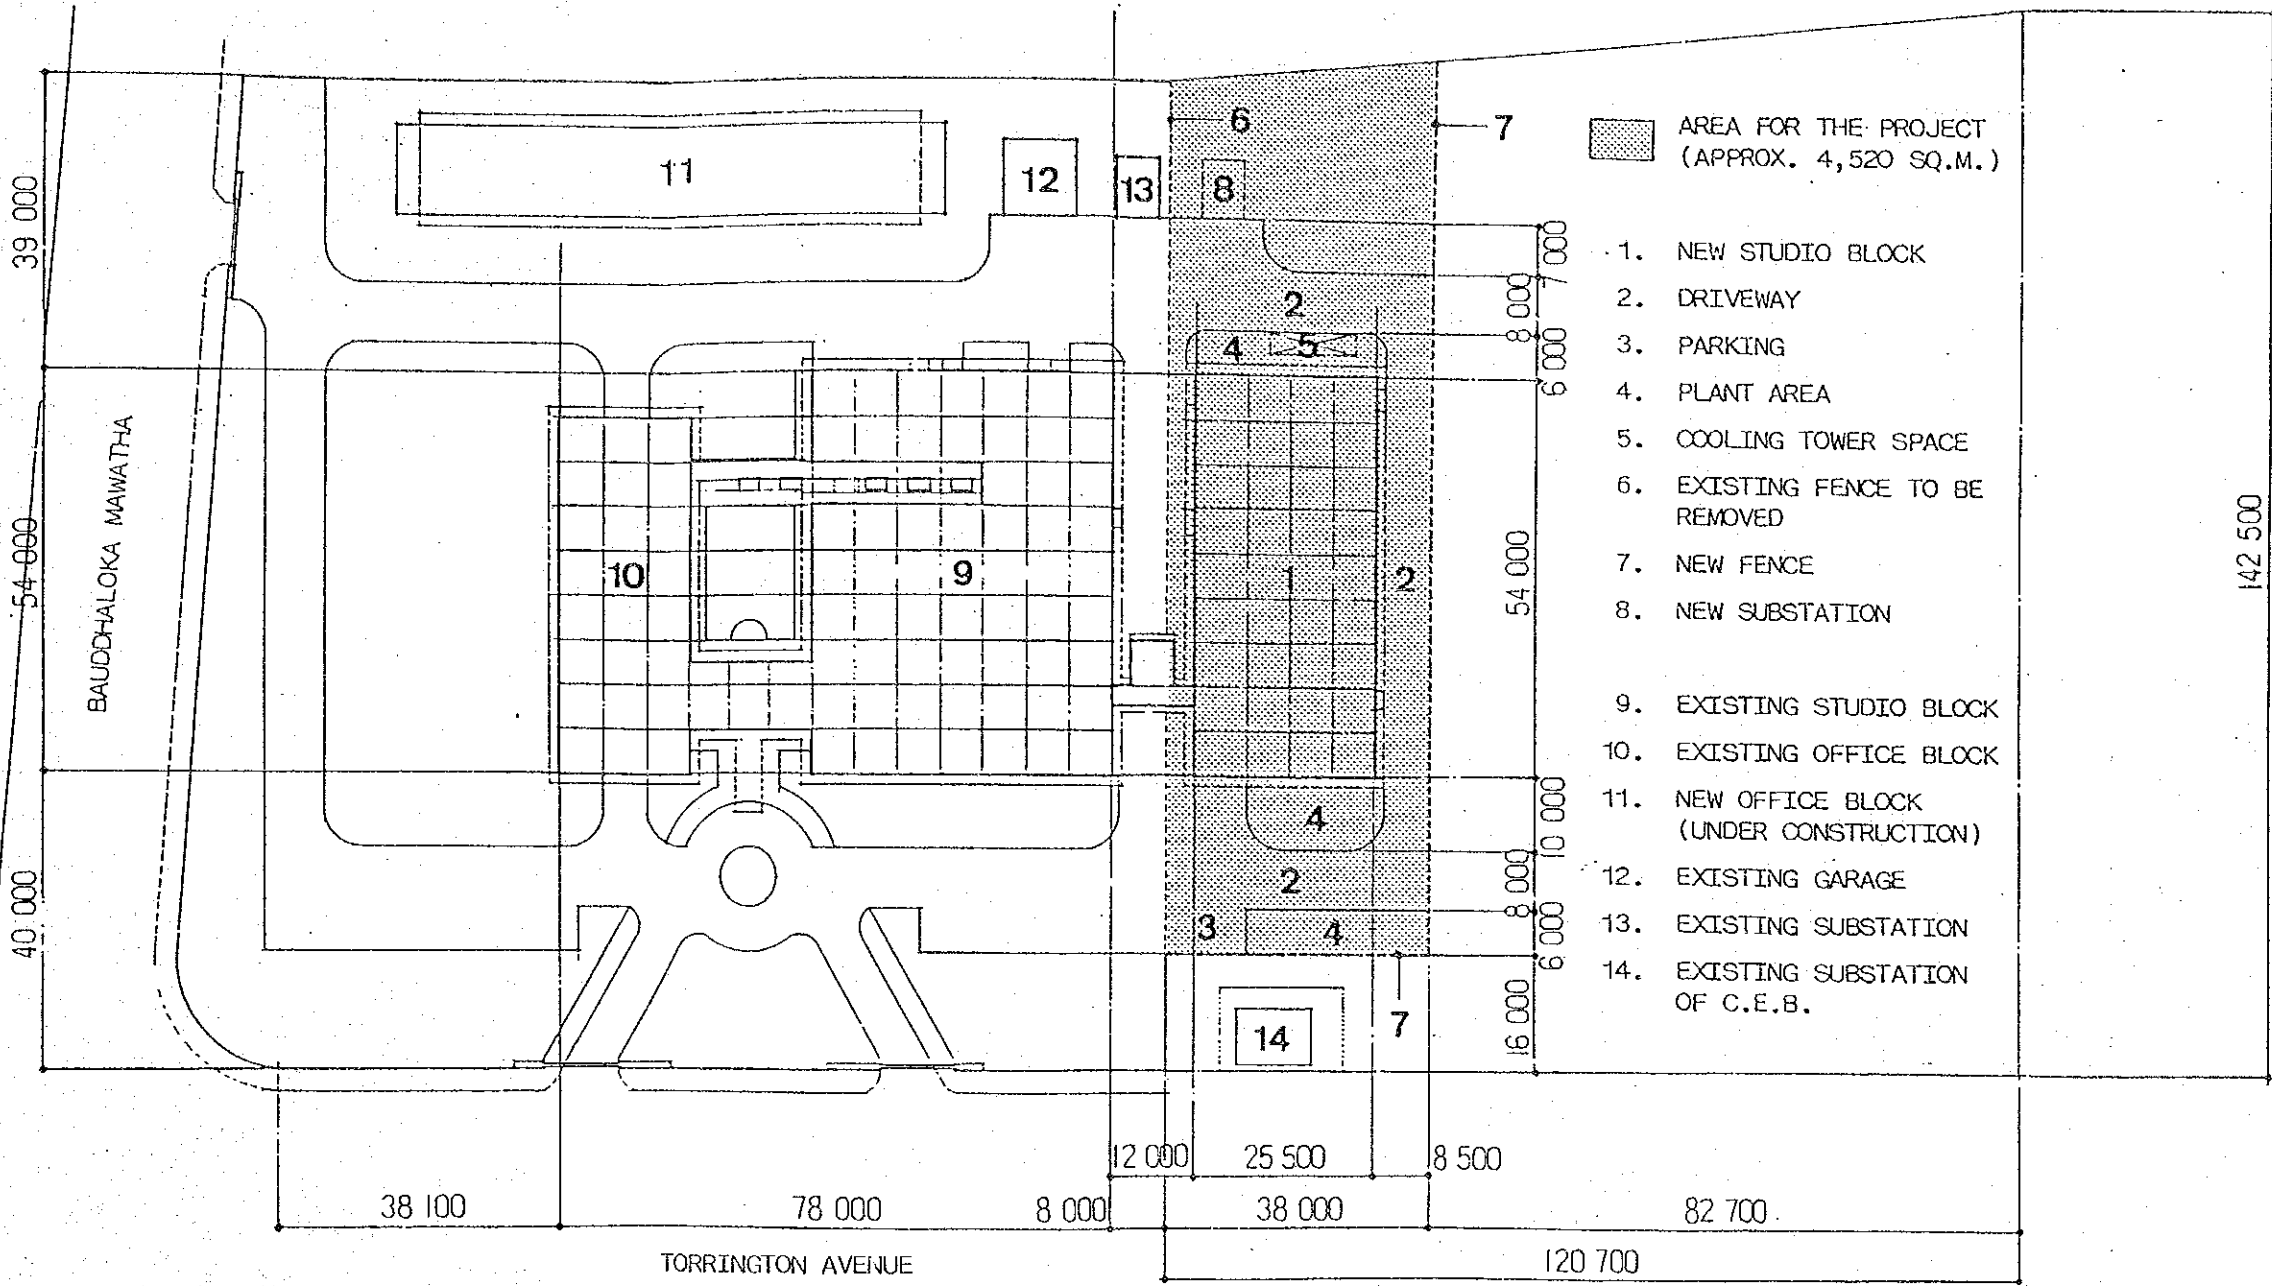 AREA FOR THE PROJECT
(APPROX. 4,520 SQ.M.)
1. NEW STUDIO BLOCK
2. DRIVEWAY
3. PARKING
4. PLANT AREA
5. COOLING TOWER SPACE
6. EXISTING FENCE TO BE
REMOVED
7. NEW FENCE
8. NEW SUBSTATION
9. EXISTING STUDIO BLOCK
10. EXISTING OFFICE BLOCK
11. NEW OFFICE BLOCK
(UNDER CONSTRUCTION)
12. EXISTING GARAGE
13. EXISTING SUBSTATION
14. EXISTING SUBSTATION
OF C.E.B.
39 000
54 000
40 000
BAUDDHALOKA MAWATHA
11
12
13
8
6
7
2
4
5
10
9
1
2
4
2
3
4
14
7
7 000
8 000
6 000
54 000
10 000
8 000
6 000
16 000
142 500
12 000
25 500
8 500
38 100
78 000
8 000
38 000
82 700
120 700
TORRINGTON AVENUE